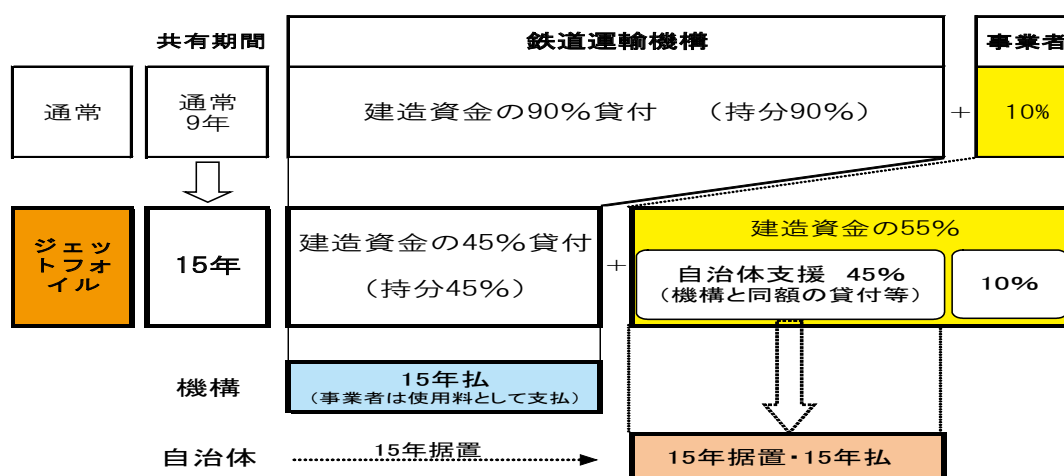 共有期間
鉄道運輸機構
事業者
通常
通常
9年
建造資金の90%貸付 （持分90%）
+
10%
ジェッ
トフォ
イル
15年
建造資金の45%貸付
（持分45%）
+
建造資金の55%
自治体支援 45%
（機構と同額の貸付等）
10%
機構
15年払
（事業者は使用料として支払）
自治体
15年据置
15年据置・15年払